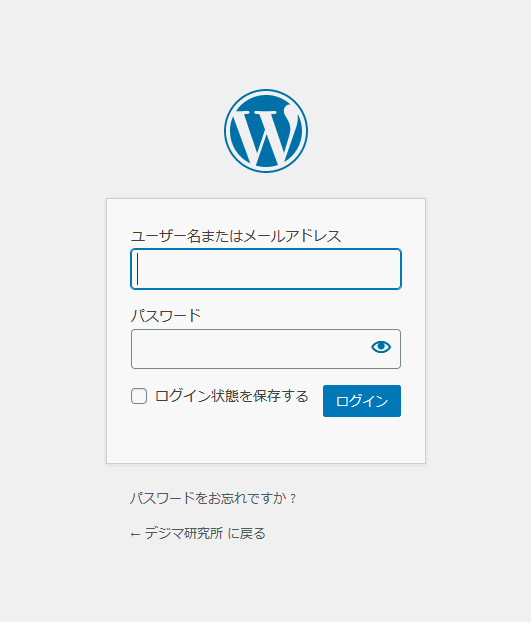 ユーザー名またはメールアドレス
パスワード
ログイン状態を保存する
ログイン
パスワードをお忘れですか ?
← デジマ研究所 に戻る